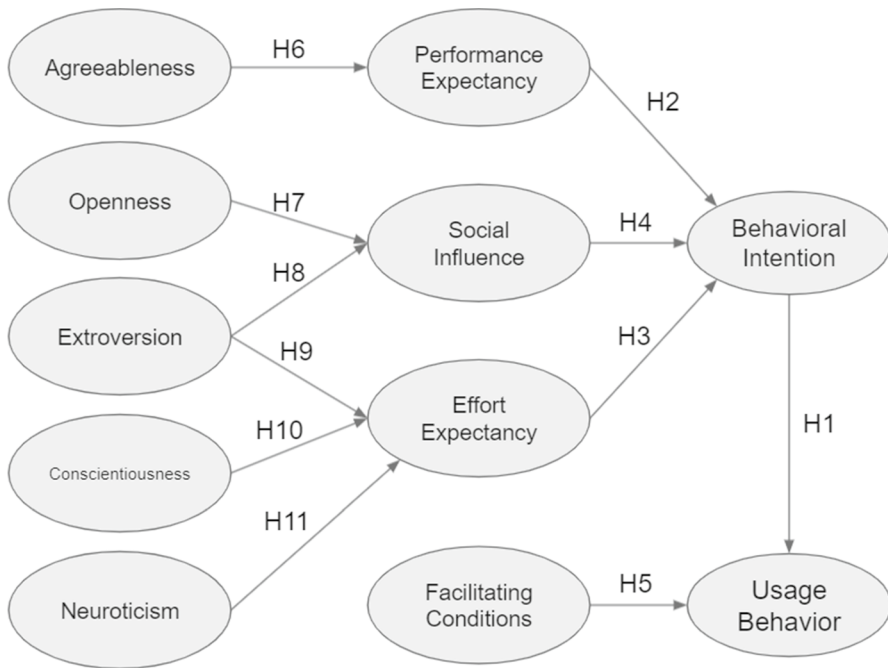 Agreeableness
H6
Performance
Expectancy
H2
Openness
H7
Social
Influence
H4
Behavioral
Intention
H8
Extroversion
H9
H3
Effort
Expectancy
H10
H1
Conscientiousness
H11
Neuroticism
Facilitating
Conditions
H5
Usage
Behavior